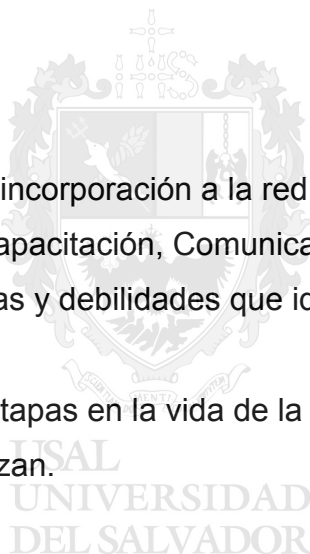 incorporación a la red
apacitación, Comunica
as y debilidades que id
etapas en la vida de la
zan.
USAL
UNIVERSIDAD
DEL SALVADOR